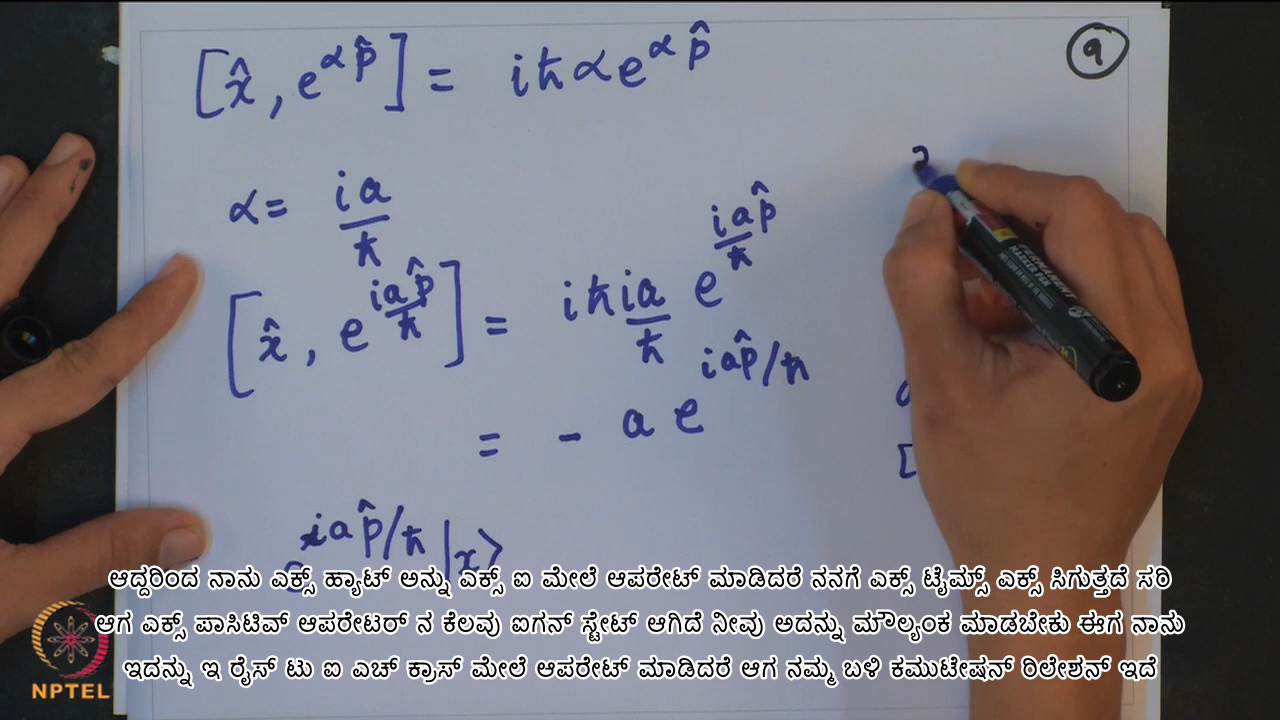 9
[x̂, e^{αp̂}] = iħαe^{αp̂}
α = ia/ħ
[x̂, e^{iap̂/ħ}] = iħ ia/ħ e^{iap̂/ħ}
= - a e^{iap̂/ħ}
e^{iap̂/ħ} |x⟩
ಆದ್ದರಿಂದ ನಾನು ಎಕ್ಸ್ ಹ್ಯಾಟ್ ಅನ್ನು ಎಕ್ಸ್ ಐ ಮೇಲೆ ಆಪರೇಟ್ ಮಾಡಿದರೆ ನನಗೆ ಎಕ್ಸ್ ಟೈಮ್ಸ್ ಎಕ್ಸ್ ಸಿಗುತ್ತದೆ ಸರಿ
ಆಗ ಎಕ್ಸ್ ಪಾಸಿಟಿವ್ ಆಪರೇಟರ್ ನ ಕೆಲವು ಐಗನ್ ಸ್ಟೇಟ್ ಆಗಿದೆ ನೀವು ಅದನ್ನು ಮೌಲ್ಯಂಕ ಮಾಡಬೇಕು ಈಗ ನಾನು
ಇದನ್ನು ಇ ರೈಸ್ ಟು ಐ ಎಚ್ ಕ್ರಾಸ್ ಮೇಲೆ ಆಪರೇಟ್ ಮಾಡಿದರೆ ಆಗ ನಮ್ಮ ಬಳಿ ಕಮುಟೇಷನ್ ರಿಲೇಶನ್ ಇದೆ
NPTEL